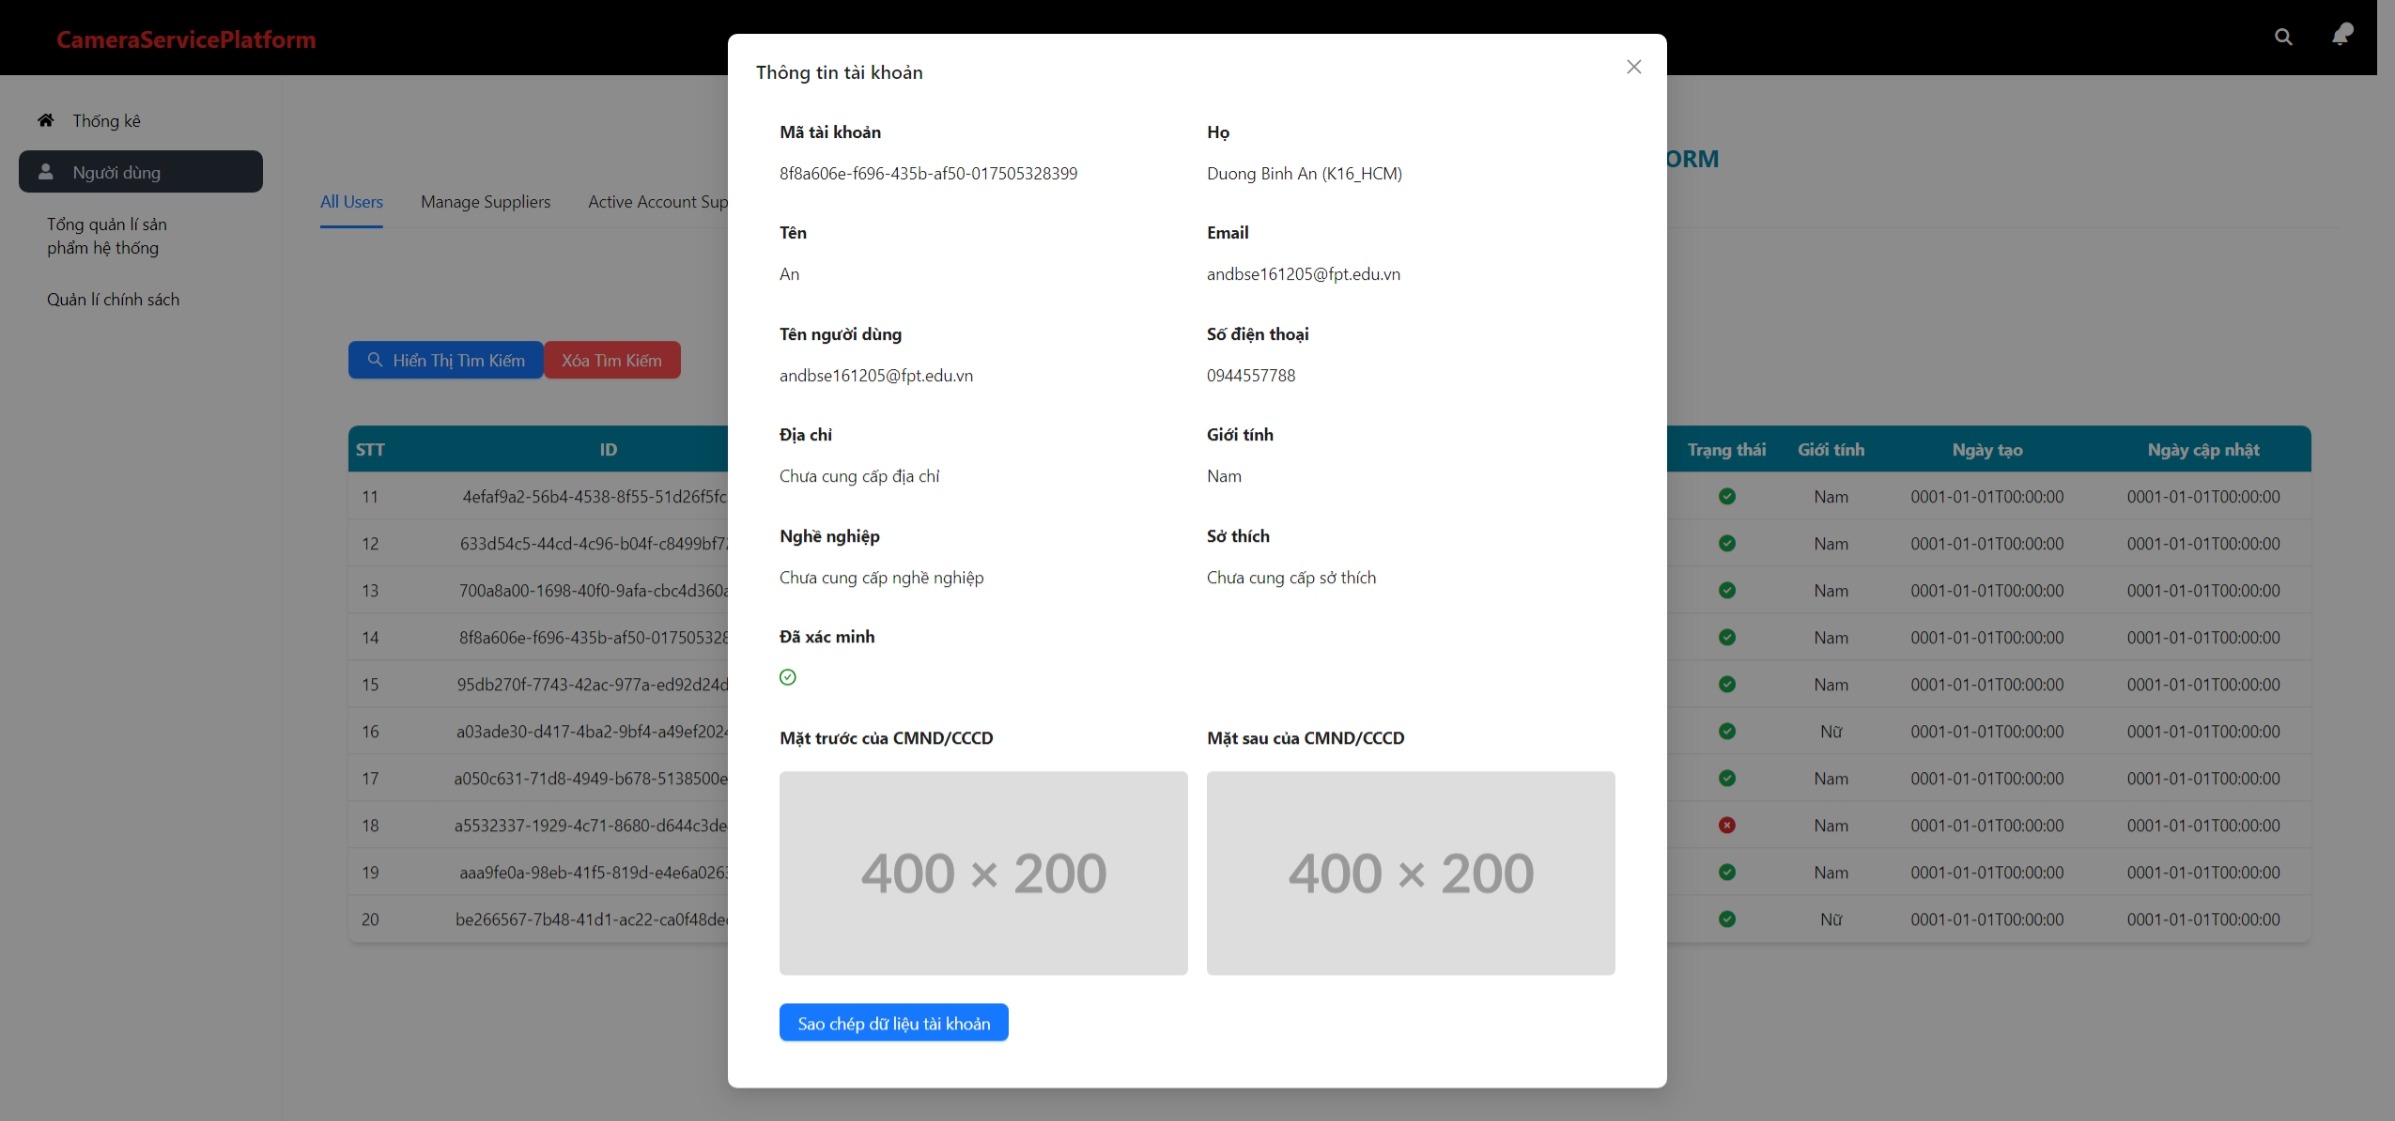 CameraServicePlatform
Thống kê
Người dùng
Tổng quản lí sản
phẩm hệ thống
Quản lí chính sách
ORM
All Users
Manage Suppliers
Active Account Sup
Hiển Thị Tìm Kiếm
Xóa Tìm Kiếm
STT ID Trạng thái Giới tính Ngày tạo Ngày cập nhật
11 4efaf9a2-56b4-4538-8f55-51d26f5fc Nam 0001-01-01T00:00:00 0001-01-01T00:00:00
12 633d54c5-44cd-4c96-b04f-c8499bf7 Nam 0001-01-01T00:00:00 0001-01-01T00:00:00
13 700a8a00-1698-40f0-9afa-cbc4d360a Nam 0001-01-01T00:00:00 0001-01-01T00:00:00
14 8f8a606e-f696-435b-af50-017505328 Nam 0001-01-01T00:00:00 0001-01-01T00:00:00
15 95db270f-7743-42ac-977a-ed92d24d Nam 0001-01-01T00:00:00 0001-01-01T00:00:00
16 a03ade30-d417-4ba2-9bf4-a49ef202 Nữ 0001-01-01T00:00:00 0001-01-01T00:00:00
17 a050c631-71d8-4949-b678-5138500e Nam 0001-01-01T00:00:00 0001-01-01T00:00:00
18 a5532337-1929-4c71-8680-d644c3de Nam 0001-01-01T00:00:00 0001-01-01T00:00:00
19 aaa9fe0a-98eb-41f5-819d-e4e6a026 Nam 0001-01-01T00:00:00 0001-01-01T00:00:00
20 be266567-7b48-41d1-ac22-ca0f48de Nữ 0001-01-01T00:00:00 0001-01-01T00:00:00
Thông tin tài khoản
Mã tài khoản
8f8a606e-f696-435b-af50-017505328399
Họ
Duong Binh An (K16_HCM)
Tên
An
Email
andbse161205@fpt.edu.vn
Tên người dùng
andbse161205@fpt.edu.vn
Số điện thoại
0944557788
Địa chỉ
Chưa cung cấp địa chỉ
Giới tính
Nam
Nghề nghiệp
Chưa cung cấp nghề nghiệp
Sở thích
Chưa cung cấp sở thích
Đã xác minh
Mặt trước của CMND/CCCD
400 × 200
Mặt sau của CMND/CCCD
400 × 200
Sao chép dữ liệu tài khoản